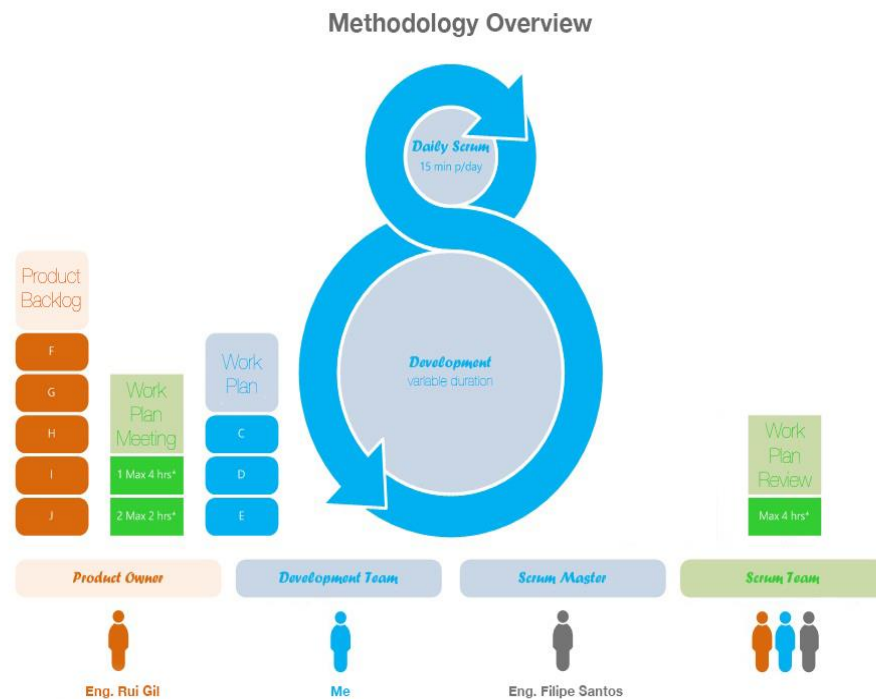 Methodology Overview
Daily Scrum
15 min p/day
Product
Backlog
F
G
H
I
J
Work
Plan
Meeting
1 Max 4 hrs*
2 Max 2 hrs*
Work
Plan
C
D
E
Development
variable duration
Work
Plan
Review
Max 4 hrs*
Product Owner
Development Team
Scrum Master
Scrum Team
Eng. Rui Gil
Me
Eng. Filipe Santos